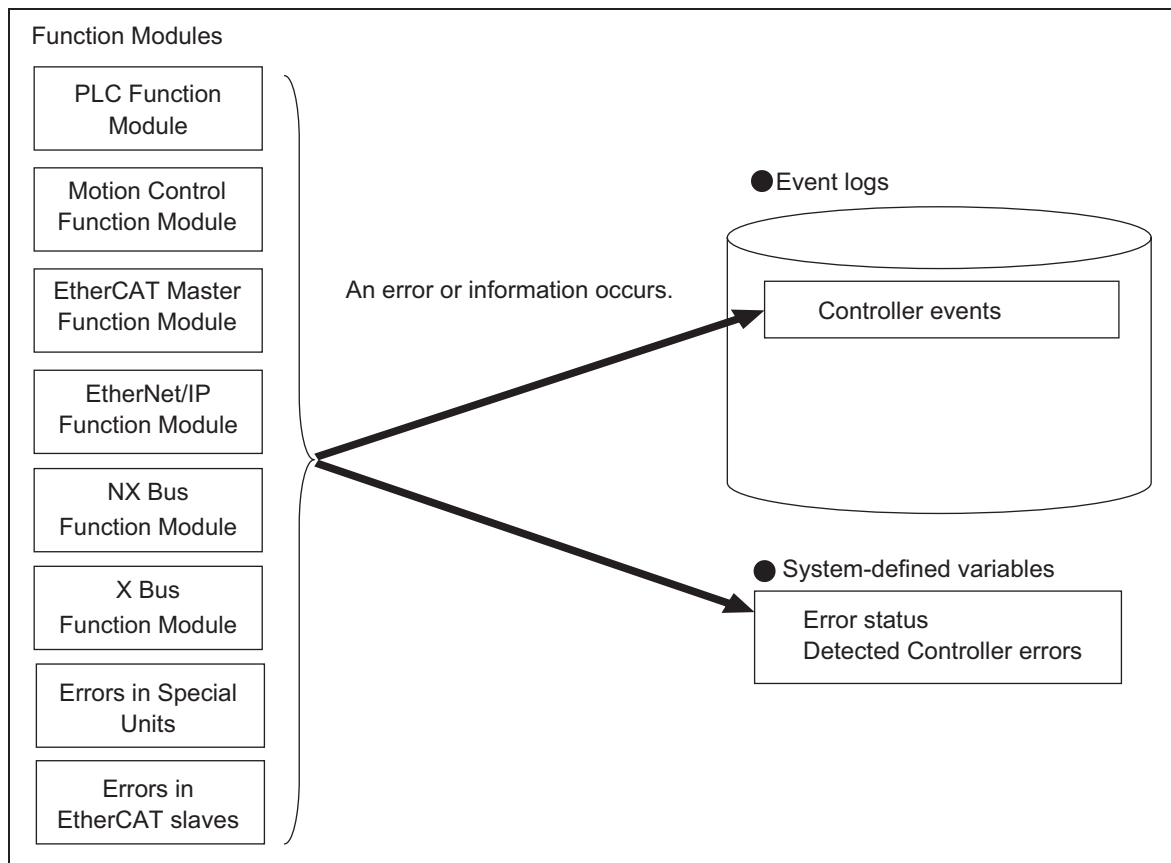 Function Modules
PLC Function
Module
Motion Control
Function Module
EtherCAT Master
Function Module
EtherNet/IP
Function Module
NX Bus
Function Module
X Bus
Function Module
Errors in Special
Units
Errors in
EtherCAT slaves
An error or information occurs.
Event logs
Controller events
System-defined variables
Error status
Detected Controller errors